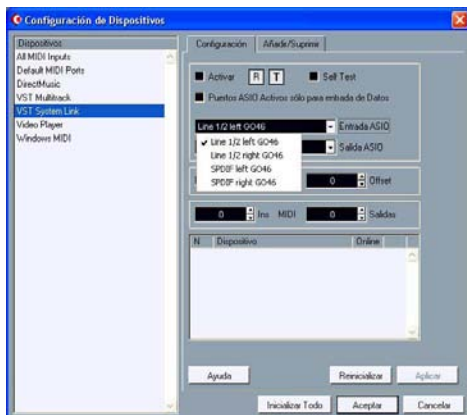 Configuración de Dispositivos
Dispositivos
All MIDI Inputs
Default MIDI Ports
DirectMusic
VST Multitrack
VST System Link
Video Player
Windows MIDI
Configuración
Añadir/Suprimir
Activar R T Self Test
Puertos ASIO Activos sólo para entrada de Datos
Line 1/2 left GO46 Entrada ASIO
Salida ASIO
Line 1/2 left GO46
Line 1/2 right GO46
SPDIF left GO46
SPDIF right GO46
0 Offset
0 Ins MIDI 0 Salidas
N Dispositivo Online
Ayuda Reinicializar Aplicar
Inicializar Todo Aceptar Cancelar